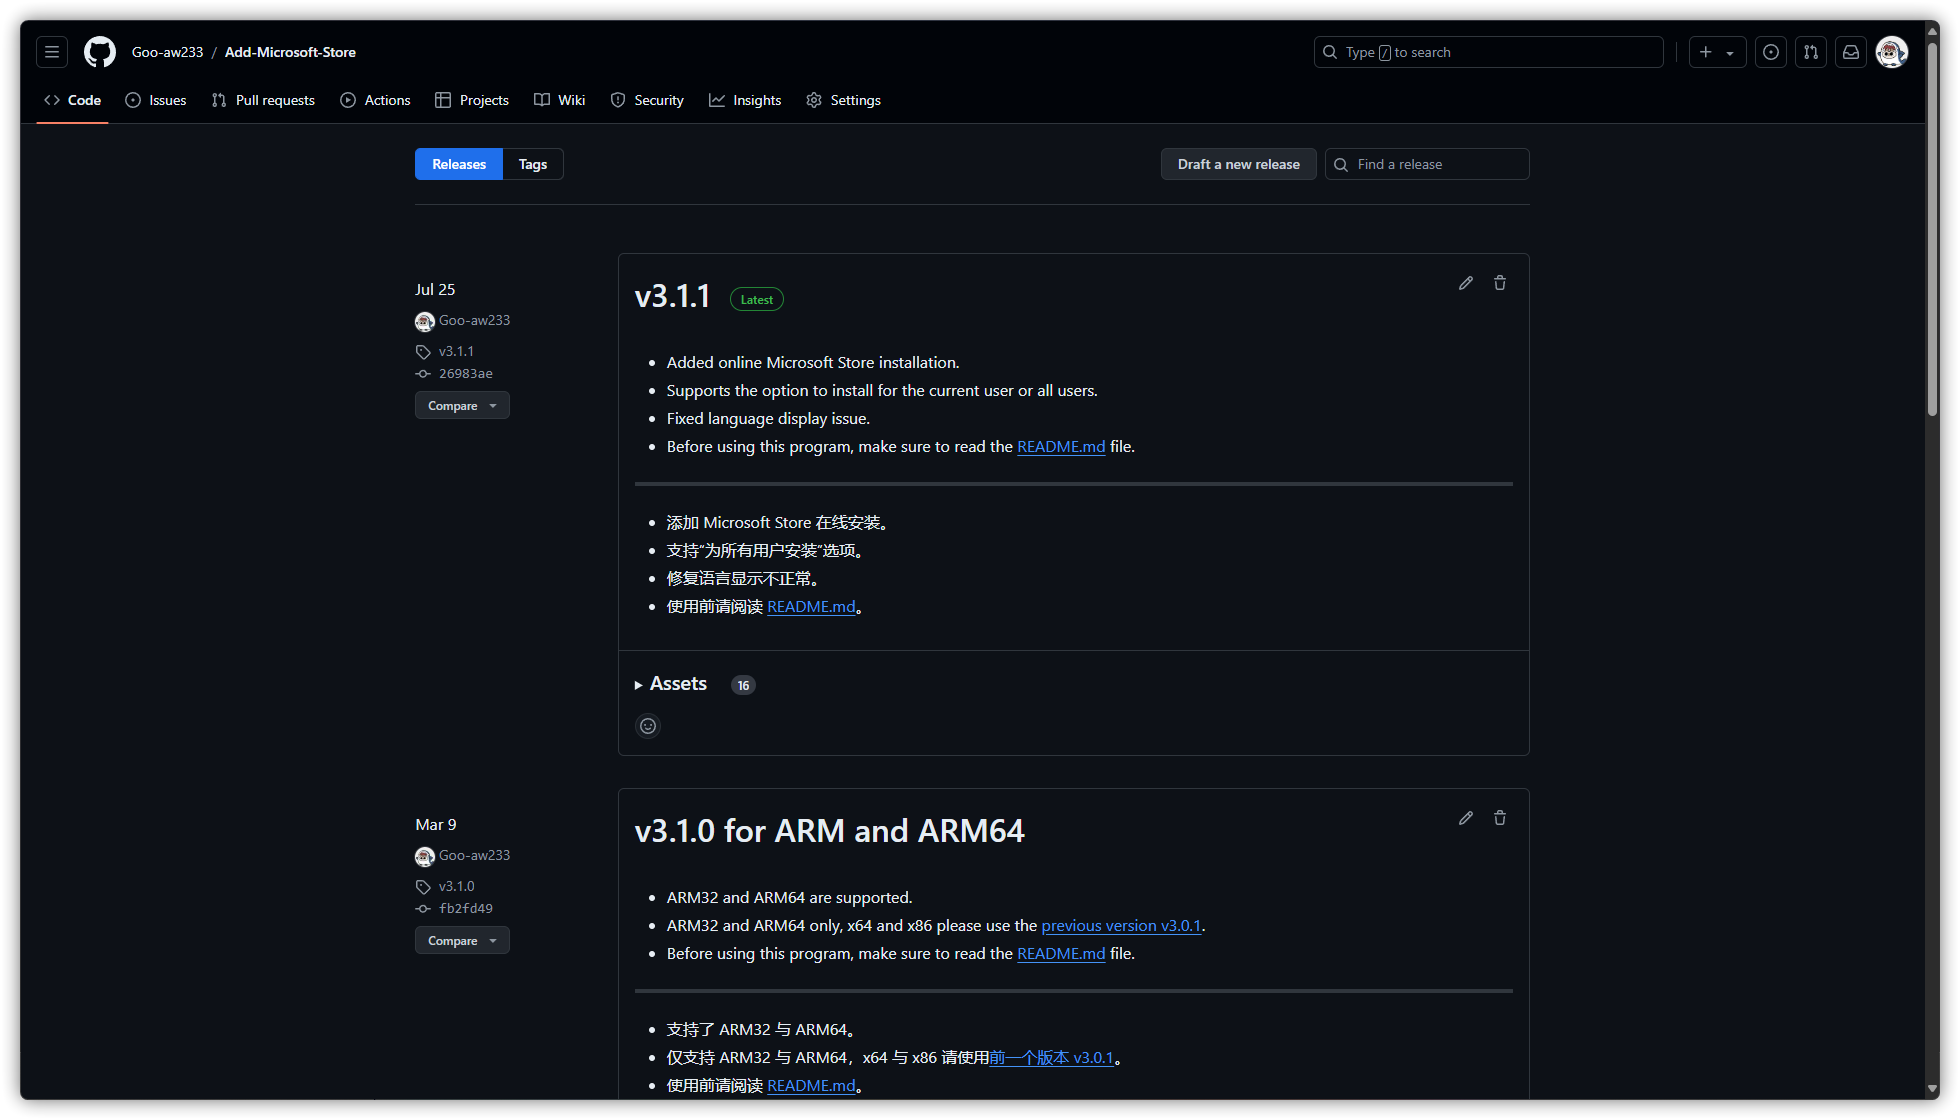 Goo-aw233 / Add-Microsoft-Store
Type / to search
Code Issues Pull requests Actions Projects Wiki Security Insights Settings
Releases Tags
Draft a new release
Find a release
Jul 25
Goo-aw233
v3.1.1
26983ae
Compare
v3.1.1 Latest
Added online Microsoft Store installation.
Supports the option to install for the current user or all users.
Fixed language display issue.
Before using this program, make sure to read the README.md file.
添加 Microsoft Store 在线安装。
支持“为所有用户安装”选项。
修复语言显示不正常。
使用前请阅读 README.md。
Assets 16
Mar 9
Goo-aw233
v3.1.0
fb2fd49
Compare
v3.1.0 for ARM and ARM64
ARM32 and ARM64 are supported.
ARM32 and ARM64 only, x64 and x86 please use the previous version v3.0.1.
Before using this program, make sure to read the README.md file.
支持了 ARM32 与 ARM64。
仅支持 ARM32 与 ARM64，x64 与 x86 请使用前一个版本 v3.0.1。
使用前请阅读 README.md。